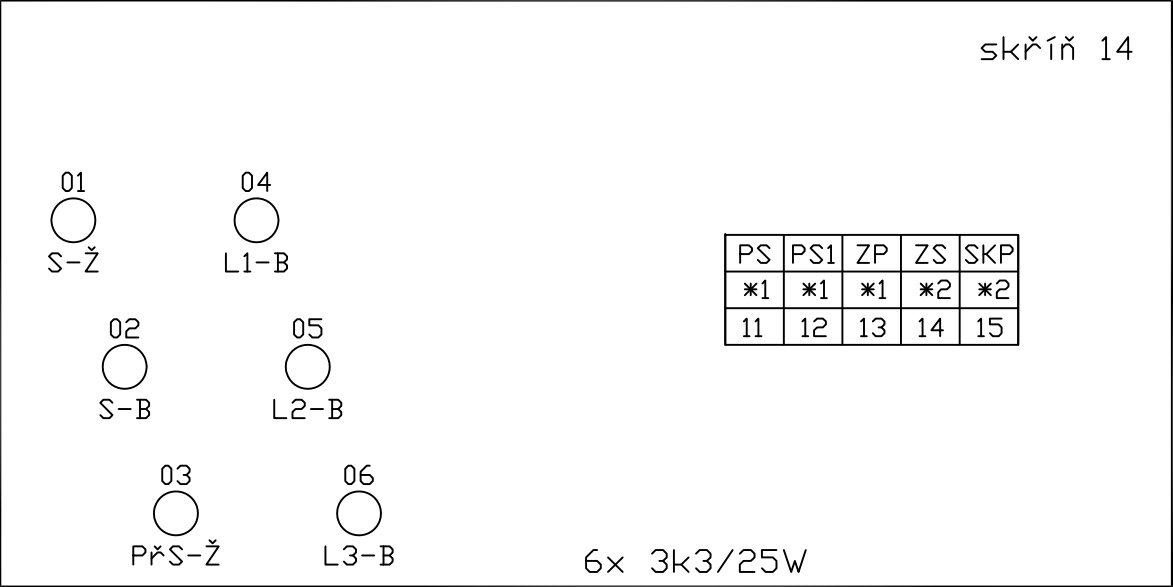 skříň 14
01 04
S-Ž L1-B
PS PS1 ZP ZS SKP
*1 *1 *1 *2 *2
11 12 13 14 15
02 05
S-B L2-B
03 06
PřS-Ž L3-B
6x 3k3/25W